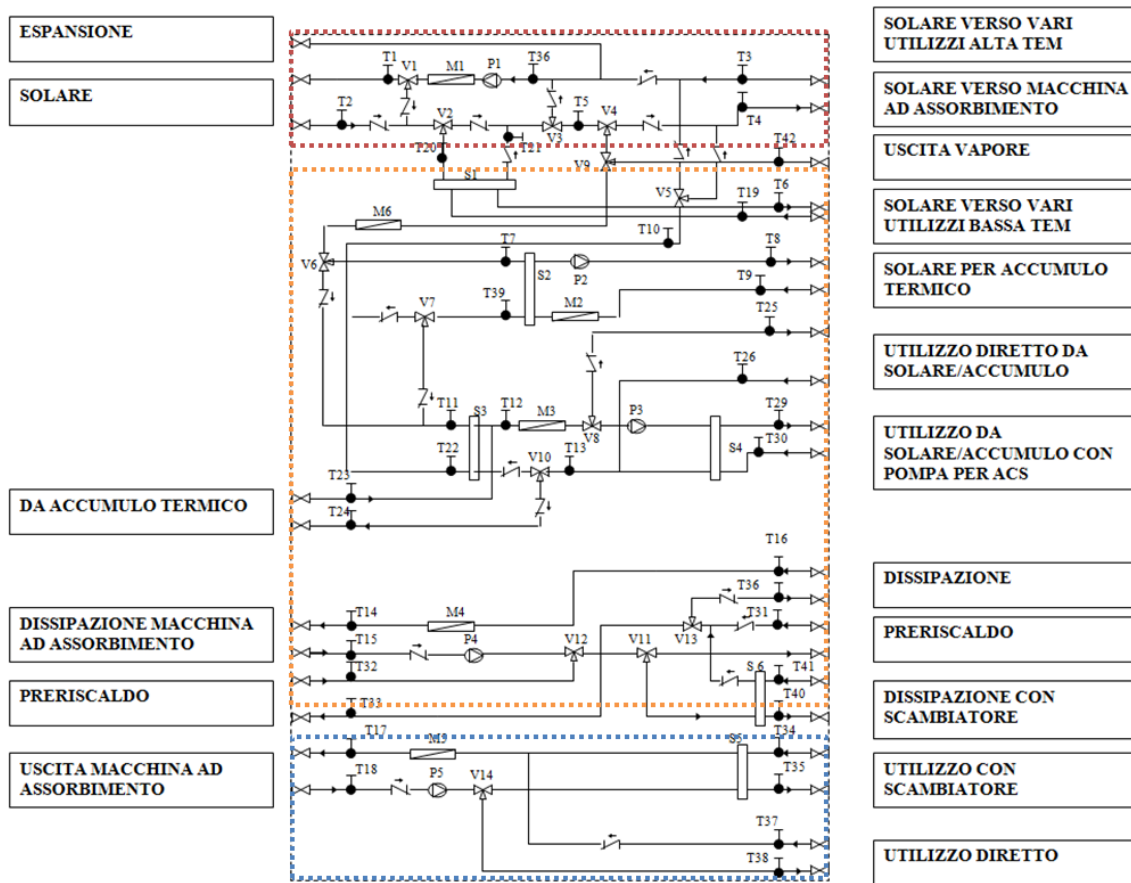 ESPANSIONE
SOLARE
DA ACCUMULO TERMICO
DISSIPAZIONE MACCHINA
AD ASSORBIMENTO
PRERISCALDO
USCITA MACCHINA AD
ASSORBIMENTO
T1
V1
M1
P1
T36
T3
T2
V2
V3
T5
V4
T4
T20
T21
V9
T42
S1
V5
T19
T6
M6
T10
V6
T7
S2
P2
T8
T9
V7
T39
M2
T25
T26
T11
S3
T12
M3
V8
P3
T29
T22
V10
T13
S4
T30
T23
T24
T16
T14
M4
T36
T31
T15
P4
V12
V11
V13
T32
S 6
T41
T33
T40
T17
M5
S5
T34
T18
P5
V14
T35
T37
T38
SOLARE VERSO VARI
UTILIZZI ALTA TEM
SOLARE VERSO MACCHINA
AD ASSORBIMENTO
USCITA VAPORE
SOLARE VERSO VARI
UTILIZZI BASSA TEM
SOLARE PER ACCUMULO
TERMICO
UTILIZZO DIRETTO DA
SOLARE/ACCUMULO
UTILIZZO DA
SOLARE/ACCUMULO CON
POMPA PER ACS
DISSIPAZIONE
PRERISCALDO
DISSIPAZIONE CON
SCAMBIATORE
UTILIZZO CON
SCAMBIATORE
UTILIZZO DIRETTO